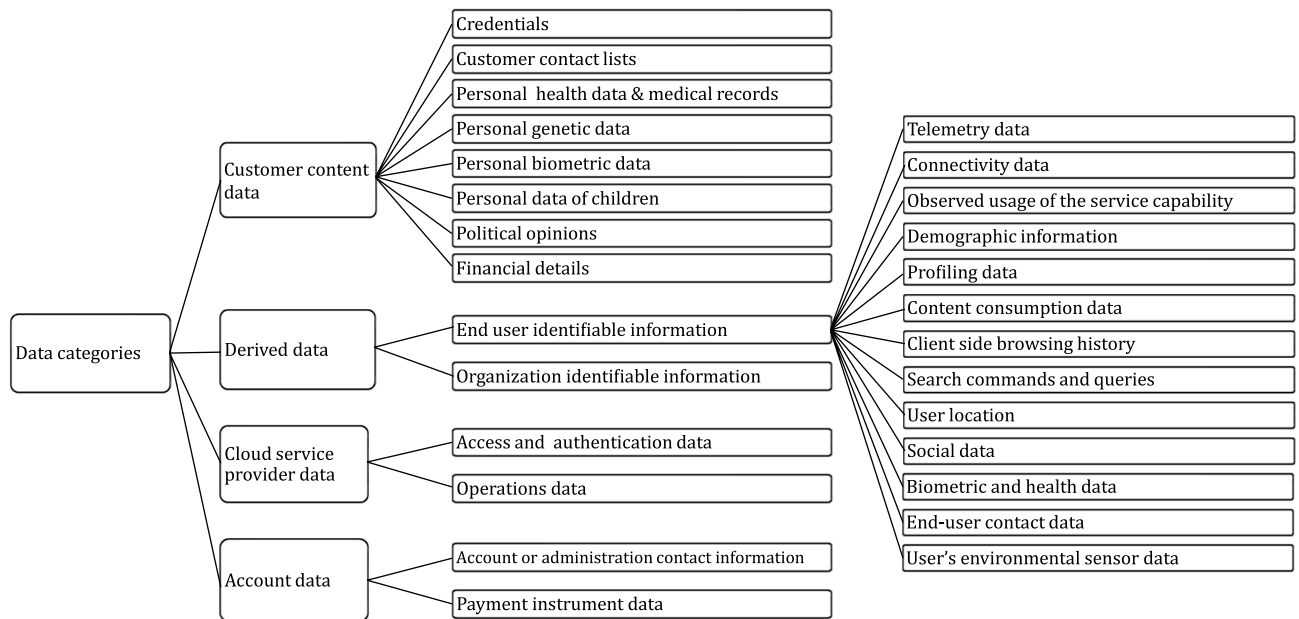 Data categories
Customer content
data
Credentials
Customer contact lists
Personal health data & medical records
Personal genetic data
Personal biometric data
Personal data of children
Political opinions
Financial details
Derived data
End user identifiable information
Telemetry data
Connectivity data
Observed usage of the service capability
Demographic information
Profiling data
Content consumption data
Client side browsing history
Search commands and queries
User location
Social data
Biometric and health data
End-user contact data
User’s environmental sensor data
Organization identifiable information
Cloud service
provider data
Access and authentication data
Operations data
Account data
Account or administration contact information
Payment instrument data